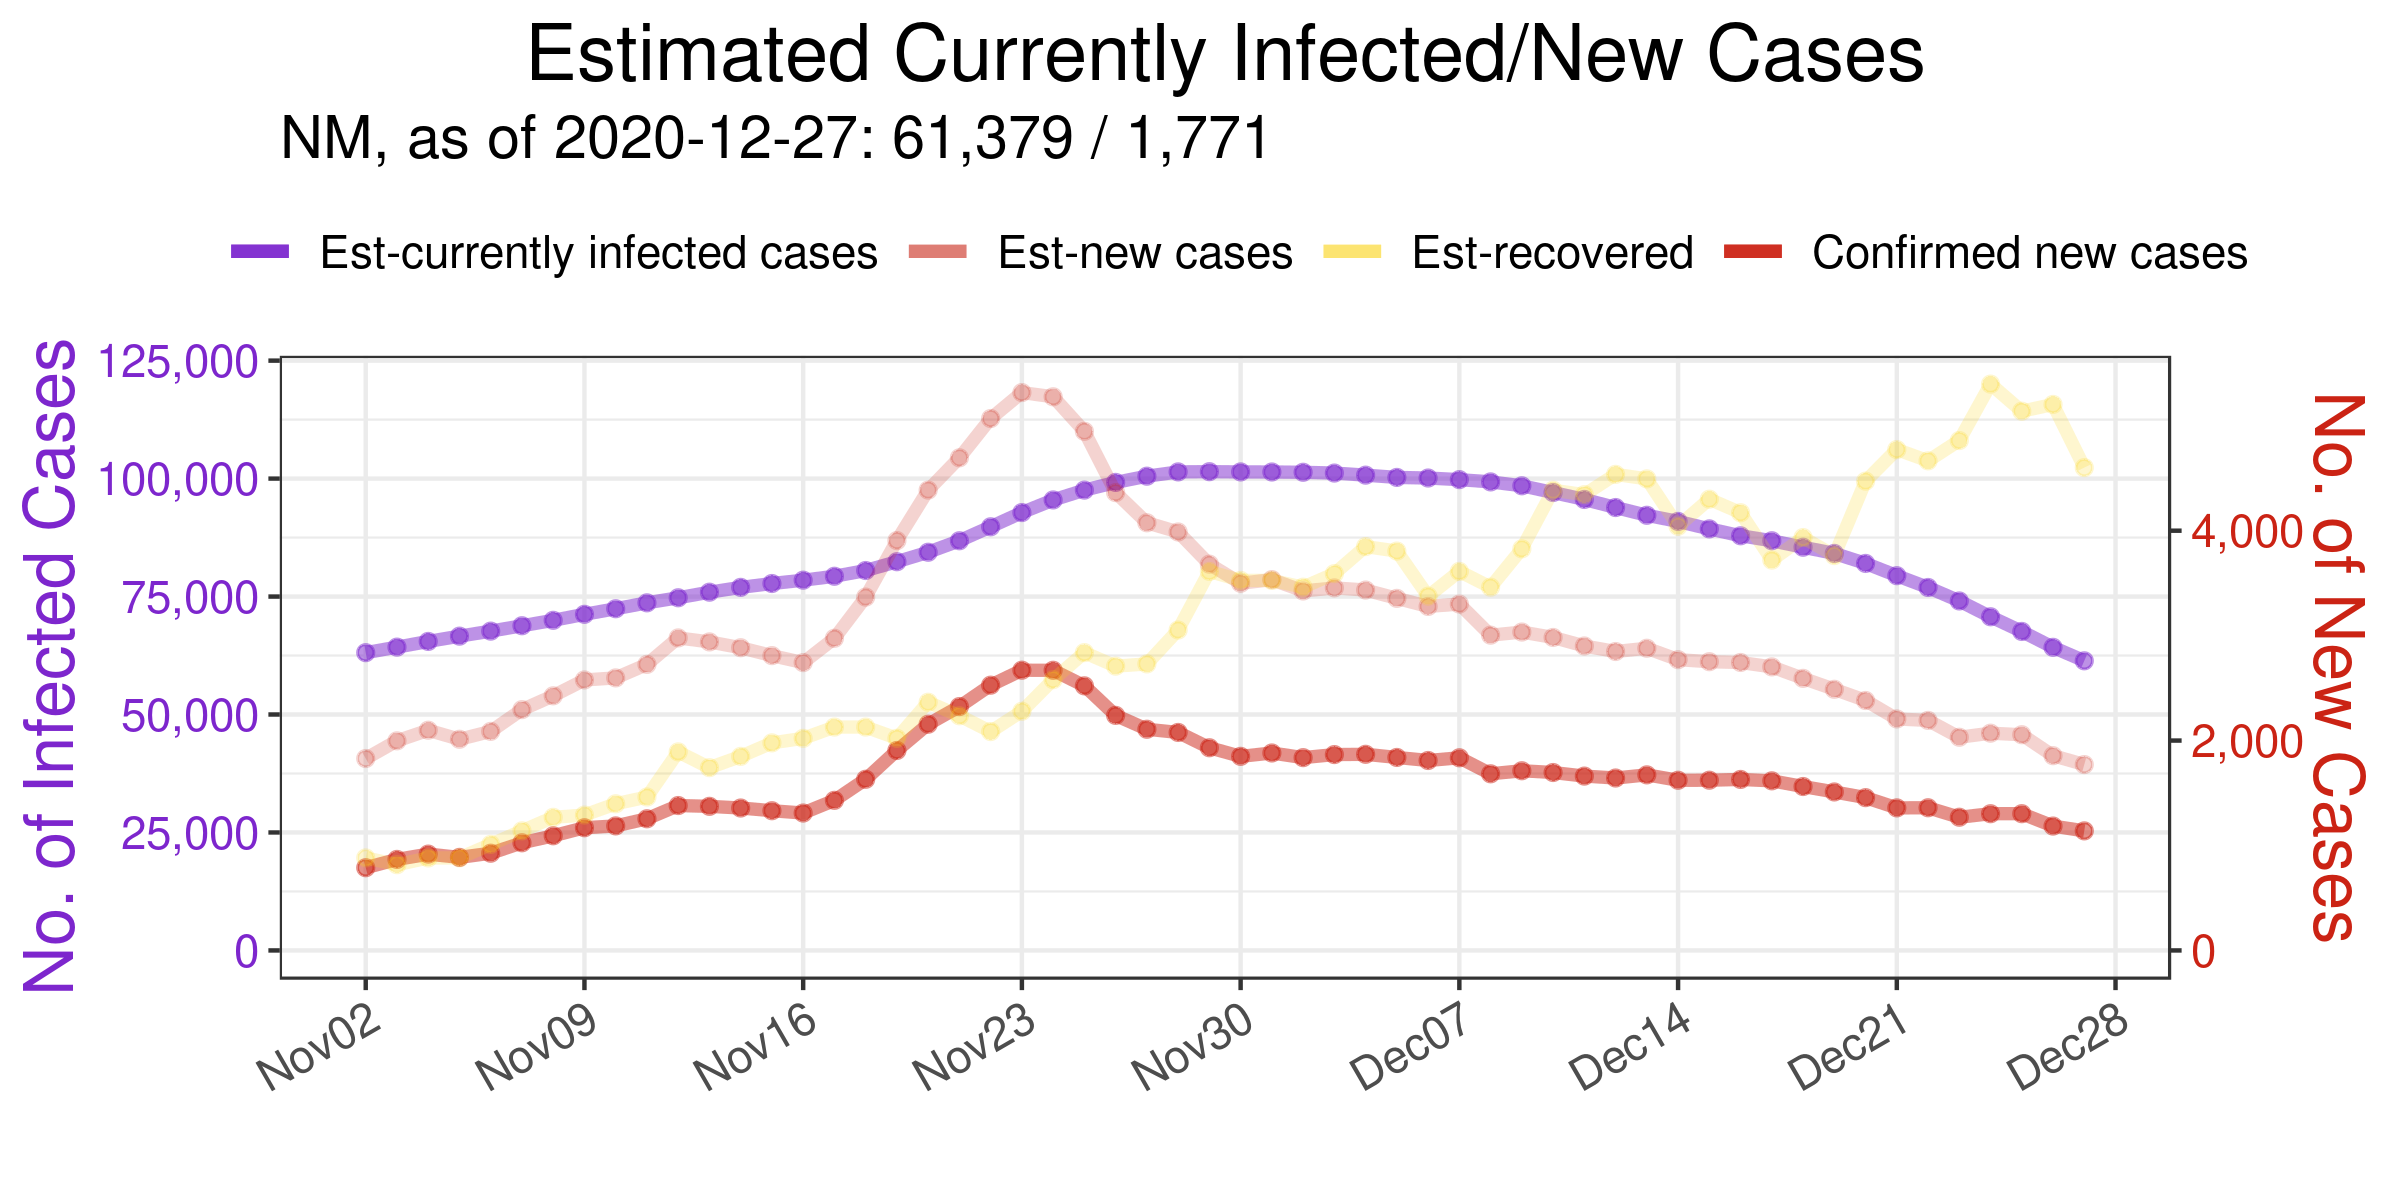 Estimated Currently Infected/New Cases
NM, as of 2020-12-27: 61,379 / 1,771
Est-currently infected cases Est-new cases Est-recovered Confirmed new cases
No. of Infected Cases
125,000
100,000
75,000
50,000
25,000
0
4,000
2,000
0
No. of New Cases
Nov02 Nov09 Nov16 Nov23 Nov30 Dec07 Dec14 Dec21 Dec28